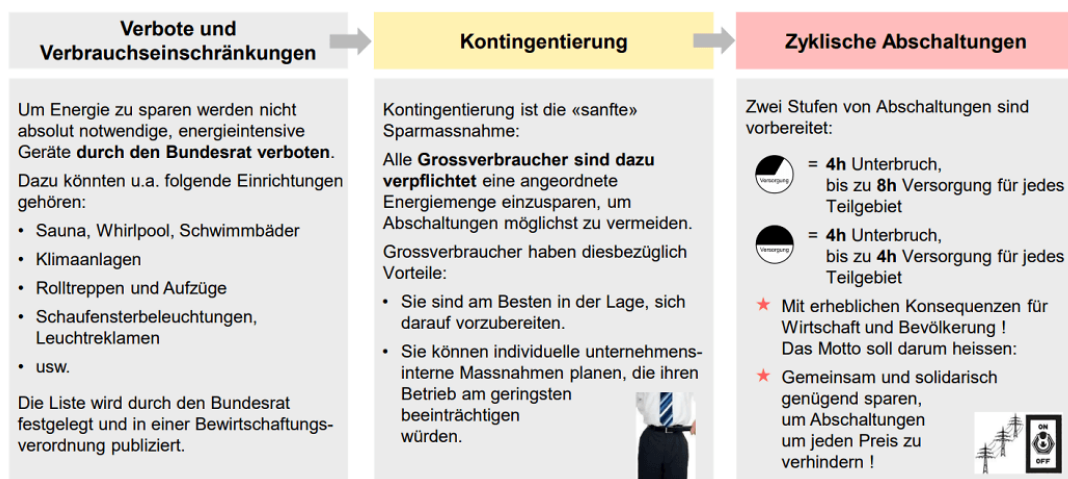 Verbote und
Verbrauchseinschränkungen
Um Energie zu sparen werden nicht
absolut notwendige, energieintensive
Geräte durch den Bundesrat verboten.
Dazu könnten u.a. folgende Einrichtungen
gehören:
• Sauna, Whirlpool, Schwimmbäder
• Klimaanlagen
• Rolltreppen und Aufzüge
• Schaufensterbeleuchtungen,
Leuchtreklamen
• usw.
Die Liste wird durch den Bundesrat
festgelegt und in einer Bewirtschaftungs-
verordnung publiziert.
Kontingentierung
Kontingentierung ist die «sanfte»
Sparmassnahme:
Alle Grossverbraucher sind dazu
verpflichtet eine angeordnete
Energiemenge einzusparen, um
Abschaltungen möglichst zu vermeiden.
Grossverbraucher haben diesbezüglich
Vorteile:
• Sie sind am Besten in der Lage, sich
darauf vorzubereiten.
• Sie können individuelle unternehmens-
interne Massnahmen planen, die ihren
Betrieb am geringsten
beeinträchtigen
würden.
Zyklische Abschaltungen
Zwei Stufen von Abschaltungen sind
vorbereitet:
Versorgung
= 4h Unterbruch,
bis zu 8h Versorgung für jedes
Teilgebiet
Versorgung
= 4h Unterbruch,
bis zu 4h Versorgung für jedes
Teilgebiet
Mit erheblichen Konsequenzen für
Wirtschaft und Bevölkerung !
Das Motto soll darum heissen:
Gemeinsam und solidarisch
genügend sparen,
um Abschaltungen
um jeden Preis zu
verhindern !
ON
OFF